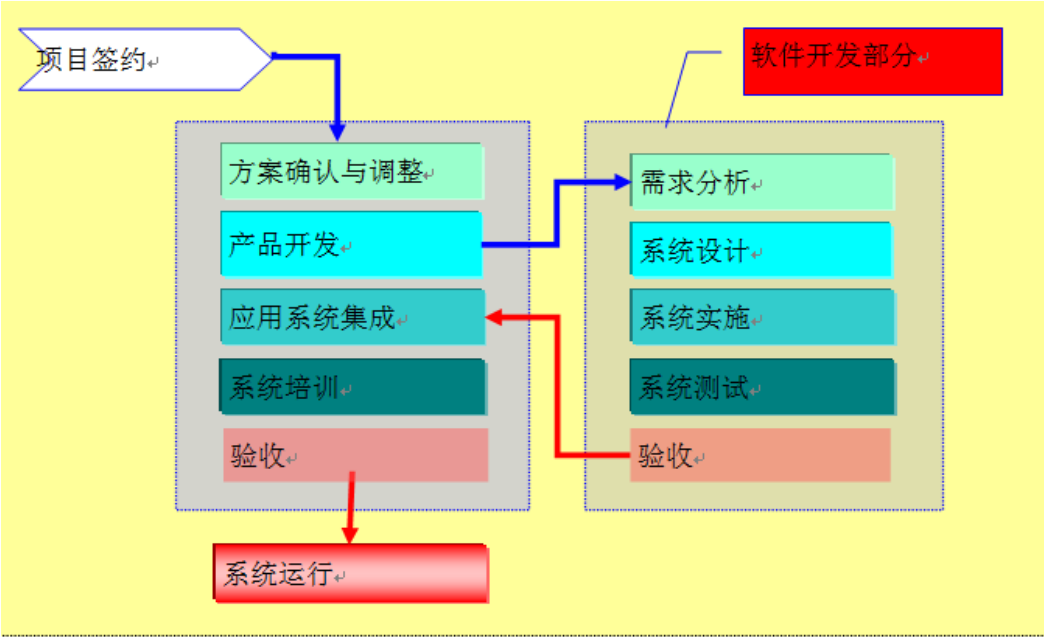 项目签约
软件开发部分
方案确认与调整
产品开发
应用系统集成
系统培训
验收
需求分析
系统设计
系统实施
系统测试
验收
系统运行